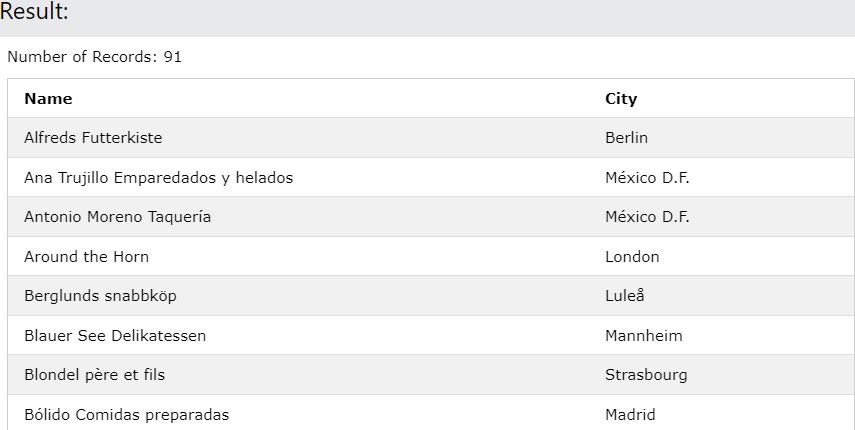 Result:
Number of Records: 91
Name City
Alfreds Futterkiste Berlin
Ana Trujillo Emparedados y helados México D.F.
Antonio Moreno Taquería México D.F.
Around the Horn London
Berglunds snabbköp Luleå
Blauer See Delikatessen Mannheim
Blondel père et fils Strasbourg
Bólido Comidas preparadas Madrid